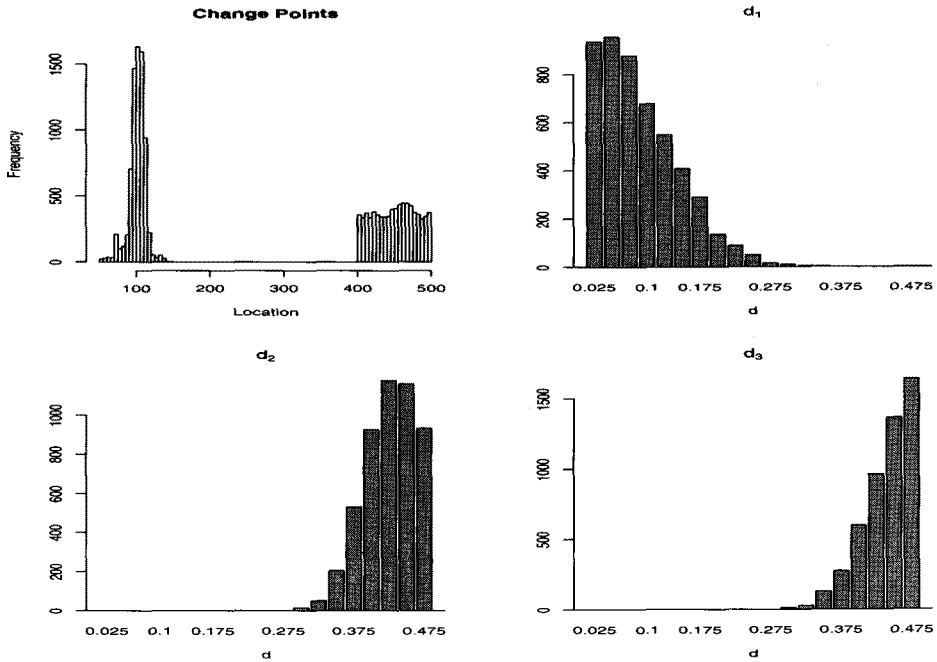 Change Points
Frequency
0 500 1000 1500
100 200 300 400 500
Location
d₁
0 200 400 600 800
0.025 0.1 0.175 0.275 0.375 0.475
d
d₂
0 200 400 600 800 1000
0.025 0.1 0.175 0.275 0.375 0.475
d
d₃
0 500 1000 1500
0.025 0.1 0.175 0.275 0.375 0.475
d